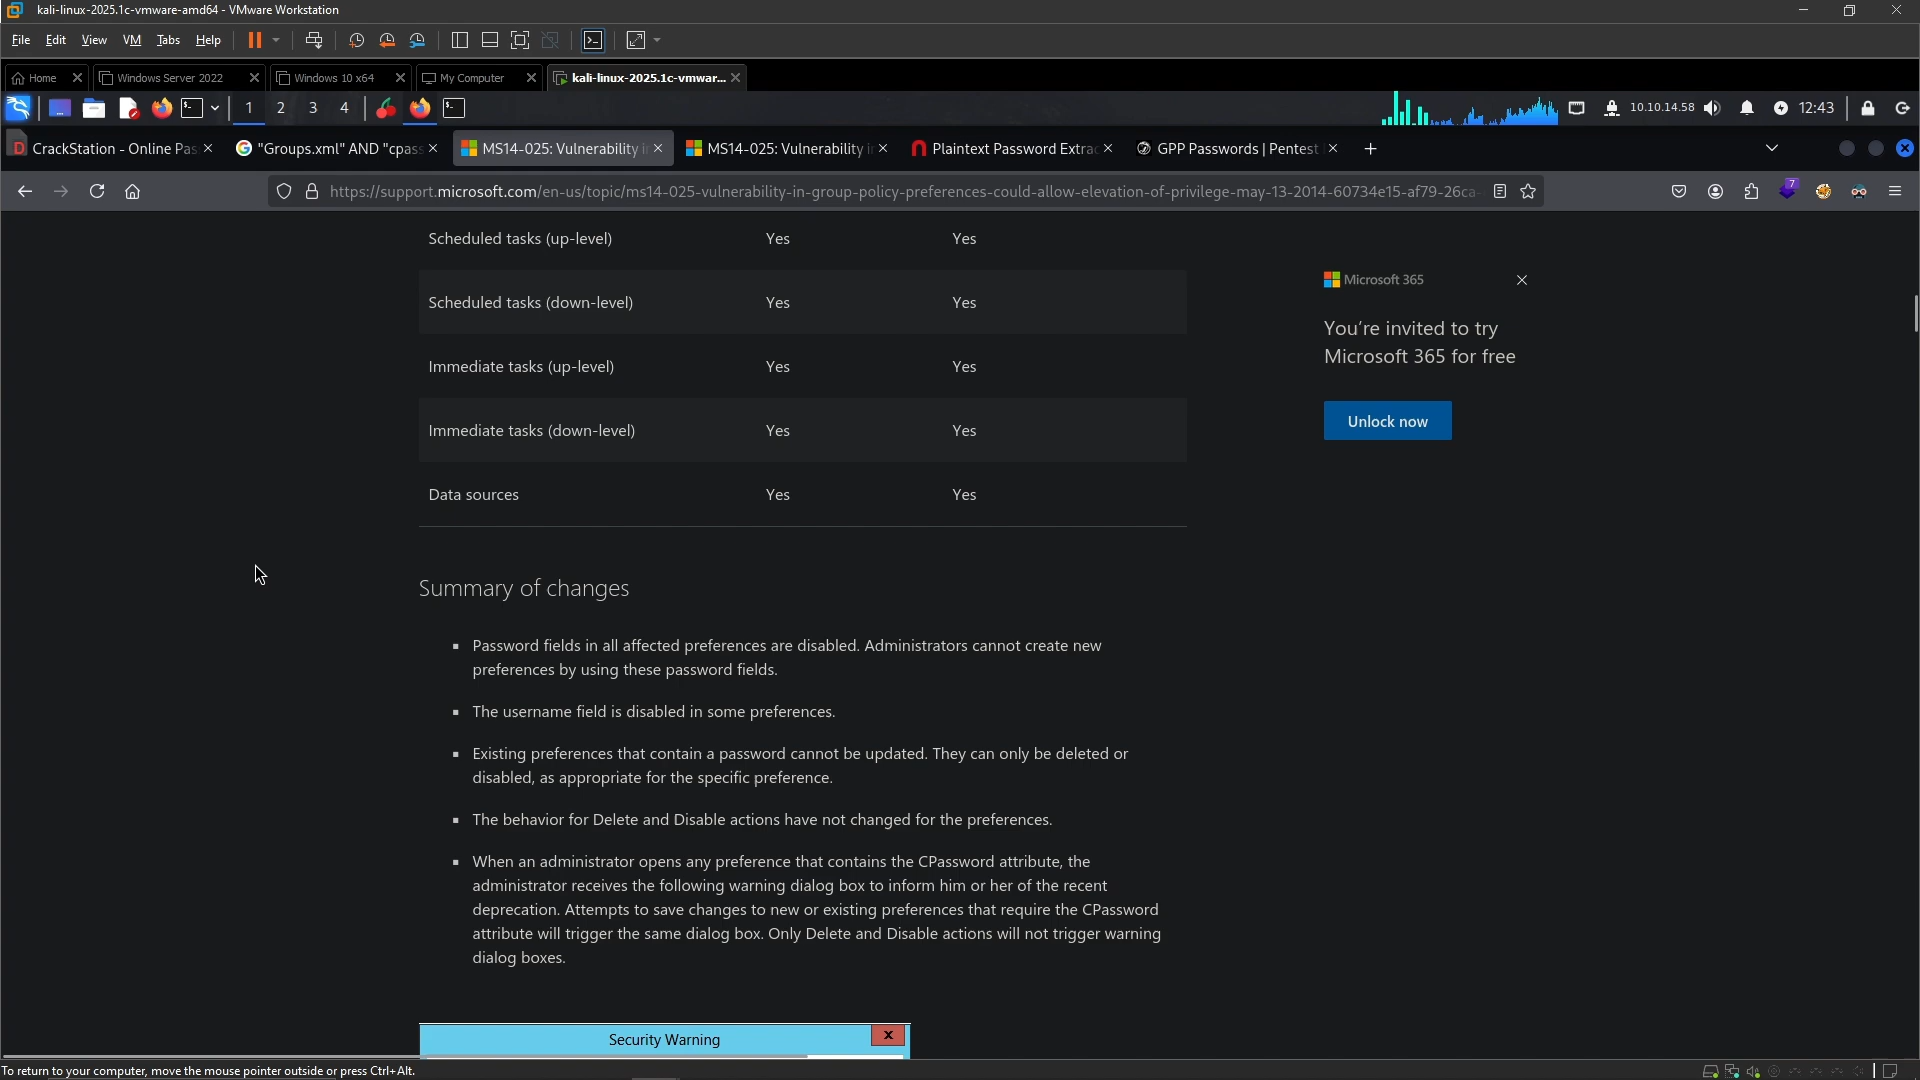 kali-linux-2025.1c-vmware-amd64 - VMware Workstation
File Edit View VM Tabs Help
Home Windows Server 2022 Windows 10 x64 My Computer kali-linux-2025.1c-vmwar...
1 2 3 4 10.10.14.58 12:43
CrackStation - Online Pas "Groups.xml" AND "cpass MS14-025: Vulnerability i MS14-025: Vulnerability i Plaintext Password Extrac GPP Passwords | Pentest
https://support.microsoft.com/en-us/topic/ms14-025-vulnerability-in-group-policy-preferences-could-allow-elevation-of-privilege-may-13-2014-60734e15-af79-26ca- 7
Scheduled tasks (up-level) Yes Yes
Scheduled tasks (down-level) Yes Yes
Immediate tasks (up-level) Yes Yes
Immediate tasks (down-level) Yes Yes
Data sources Yes Yes
Microsoft 365
You're invited to try
Microsoft 365 for free
Unlock now
Summary of changes
Password fields in all affected preferences are disabled. Administrators cannot create new
preferences by using these password fields.
The username field is disabled in some preferences.
Existing preferences that contain a password cannot be updated. They can only be deleted or
disabled, as appropriate for the specific preference.
The behavior for Delete and Disable actions have not changed for the preferences.
When an administrator opens any preference that contains the CPassword attribute, the
administrator receives the following warning dialog box to inform him or her of the recent
deprecation. Attempts to save changes to new or existing preferences that require the CPassword
attribute will trigger the same dialog box. Only Delete and Disable actions will not trigger warning
dialog boxes.
Security Warning
To return to your computer, move the mouse pointer outside or press Ctrl+Alt.